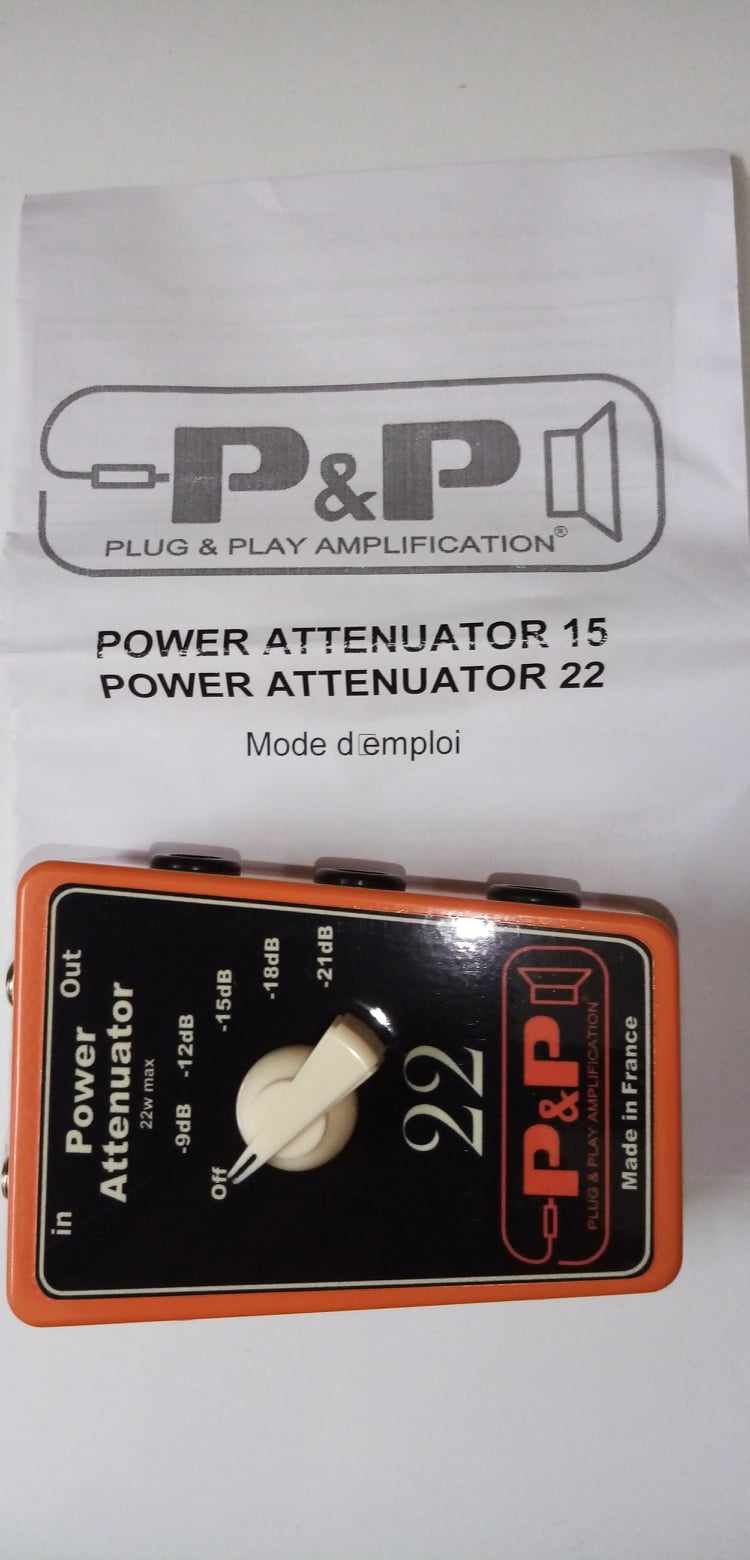 P&P
PLUG & PLAY AMPLIFICATION®
POWER ATTENUATOR 15
POWER ATTENUATOR 22
Mode d□emploi
in
Out
Power
Attenuator
22w max
Off
-9dB
-12dB
-15dB
-18dB
-21dB
22
P&P
PLUG & PLAY AMPLIFICATION®
Made in France